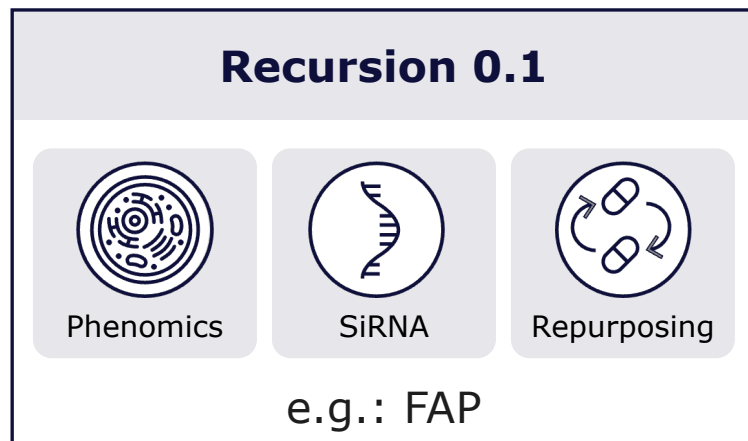 Recursion 0.1
Phenomics
SiRNA
Repurposing
e.g.: FAP